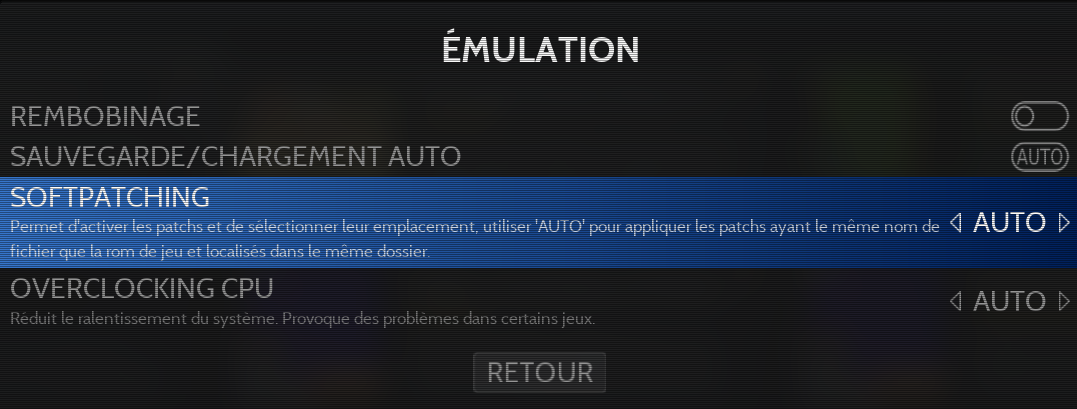 ÉMULATION
REMBOBINAGE
SAUVEGARDE/CHARGEMENT AUTO AUTO
SOFTPATCHING
Permet d'activer les patchs et de sélectionner leur emplacement, utiliser 'AUTO' pour appliquer les patchs ayant le même nom de
fichier que la rom de jeu et localisés dans le même dossier.
AUTO
OVERCLOCKING CPU
Réduit le ralentissement du système. Provoque des problèmes dans certains jeux.
AUTO
RETOUR